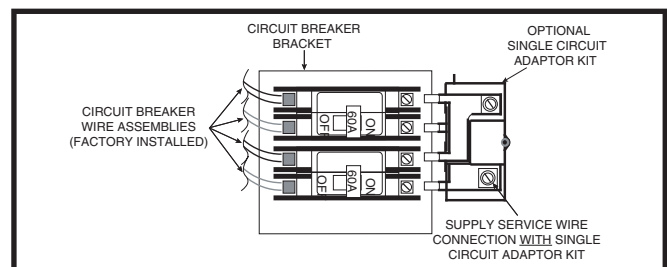 CIRCUIT BREAKER
BRACKET
OPTIONAL
SINGLE CIRCUIT
ADAPTOR KIT
CIRCUIT BREAKER
WIRE ASSEMBLIES
(FACTORY INSTALLED)
OFF
60A
ON
OFF
60A
ON
SUPPLY SERVICE WIRE
CONNECTION WITH SINGLE
CIRCUIT ADAPTOR KIT